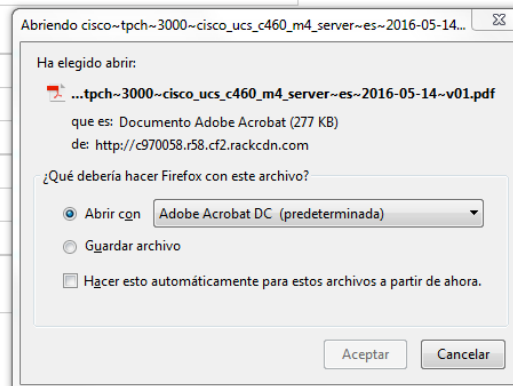 Abriendo cisco~tpch~3000~cisco_ucs_c460_m4_server~es~2016-05-14...
Ha elegido abrir:
...tpch~3000~cisco_ucs_c460_m4_server~es~2016-05-14~v01.pdf
que es: Documento Adobe Acrobat (277 KB)
de: http://c970058.r58.cf2.rackcdn.com
¿Qué debería hacer Firefox con este archivo?
Abrir con Adobe Acrobat DC (predeterminada)
Guardar archivo
Hacer esto automáticamente para estos archivos a partir de ahora.
Aceptar Cancelar